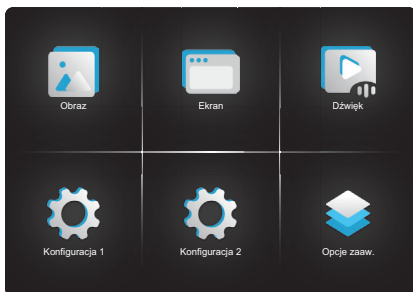 Obraz
Ekran
Dźwięk
Konfiguracja 1
Konfiguracja 2
Opcje zaaw.